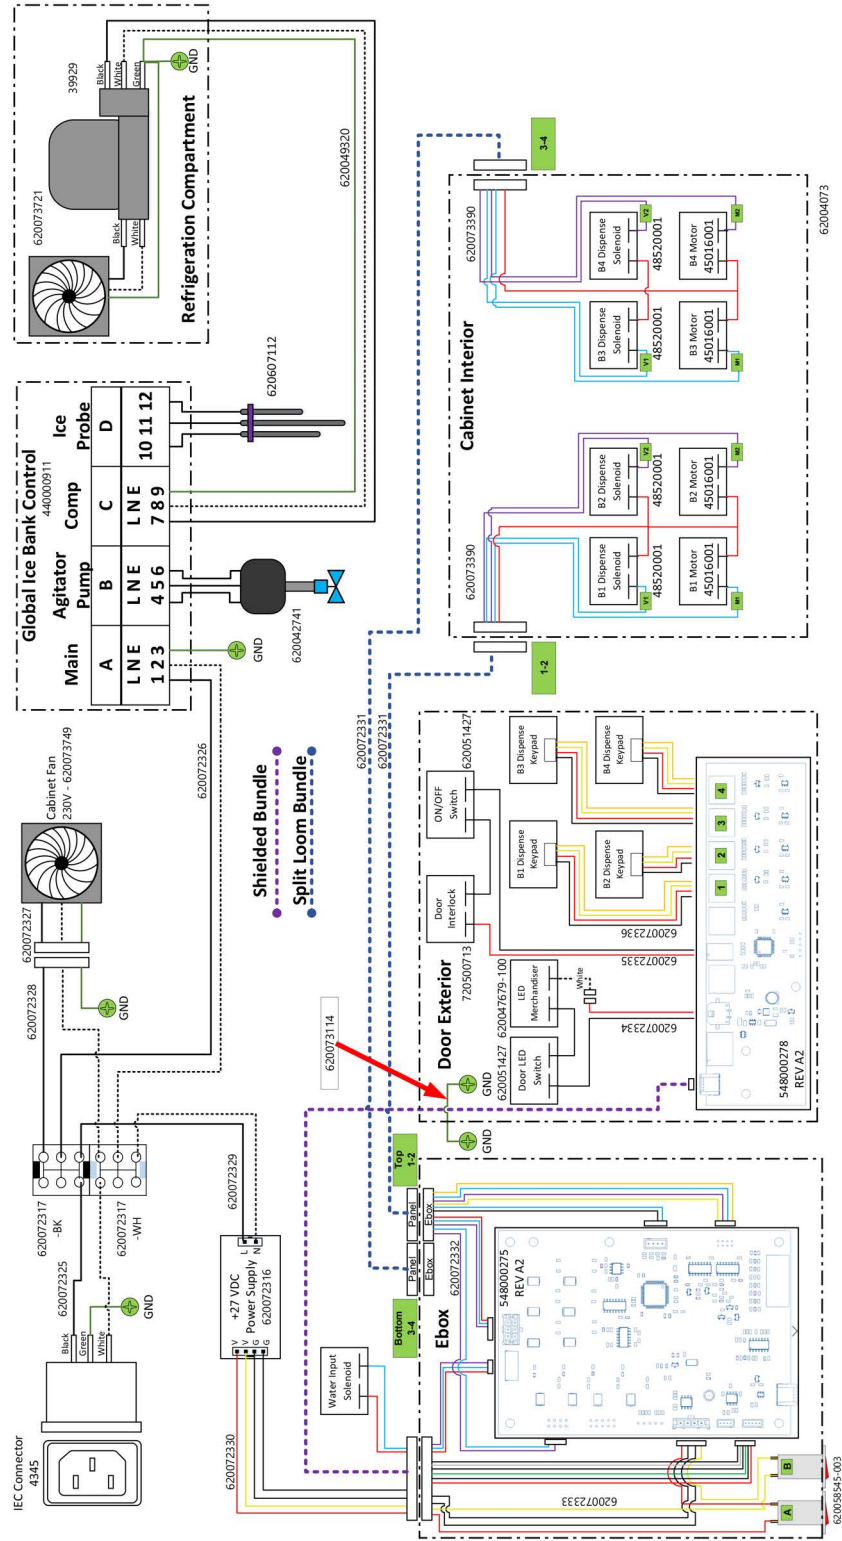 IEC Connector
4345
Black
Green
White
GND
620072325
620072317
-BK
620072317
-WH
620072328
620072327
Cabinet Fan
230V - 620073749
GND
620072329
+27 VDC
Power Supply
620072316
L
N
V
V
G
G
620072330
620072326
Global Ice Bank Control
440000911
Main
Agitator
Pump
Comp
Ice
Probe
A
B
C
D
L N E
L N E
L N E
1 2 3
4 5 6
7 8 9
10 11 12
GND
620042741
620607112
620049320
Refrigeration Compartment
620073721
39929
Black
White
Black
White
Green
GND
Shielded Bundle
Split Loom Bundle
620073114
620072331
620072331
Water Input
Solenoid
Bottom
3-4
Top
1-2
Panel
Ebox
Panel
Ebox
Ebox
620072332
548000275
REV A2
620072333
A
B
620058545-003
GND
GND
Door Exterior
Door LED
Switch
620051427
LED
Merchandiser
620047679-100
White
Door
Interlock
720500713
ON/OFF
Switch
620051427
620072334
620072335
620072336
B1 Dispense
Keypad
B2 Dispense
Keypad
B3 Dispense
Keypad
B4 Dispense
Keypad
1
2
3
4
548000278
REV A2
1-2
3-4
Cabinet Interior
620073390
620073390
B1 Dispense
Solenoid
48520001
B2 Dispense
Solenoid
48520001
B3 Dispense
Solenoid
48520001
B4 Dispense
Solenoid
48520001
V1
V2
V1
V2
B1 Motor
45016001
B2 Motor
45016001
B3 Motor
45016001
B4 Motor
45016001
M1
M2
M1
M2
62004073